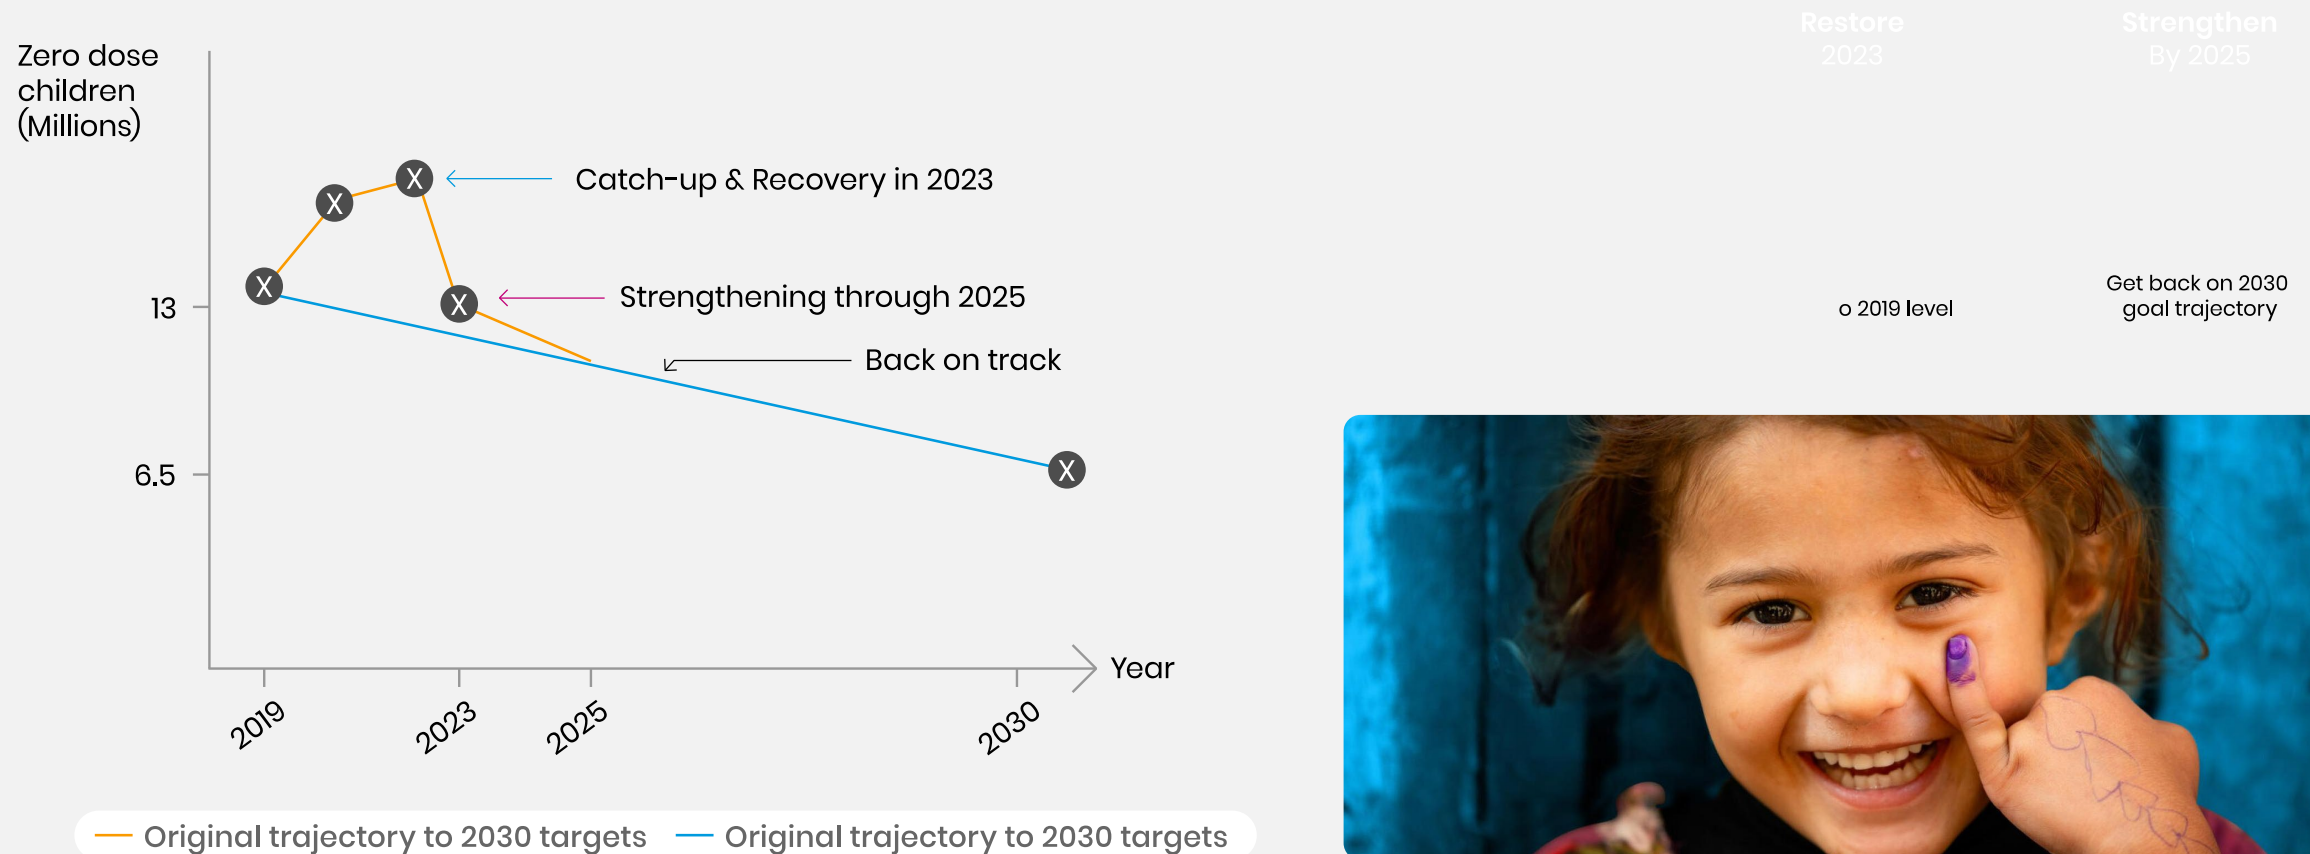 Zero dose
children
(Millions)
X
X
X
X
X
Catch-up & Recovery in 2023
Strengthening through 2025
Back on track
13
6.5
Year
2019
2023
2025
2030
Original trajectory to 2030 targets
Original trajectory to 2030 targets
Restore
2023
Strengthen
By 2025
o 2019 level
Get back on 2030
goal trajectory